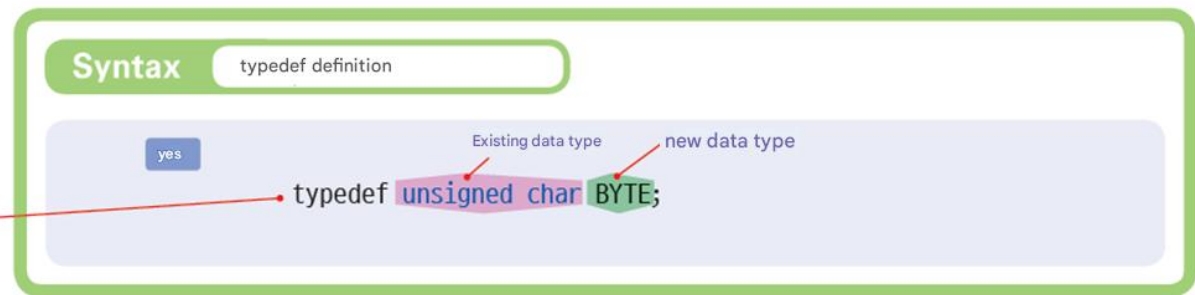 Syntax
typedef definition
yes
Existing data type
new data type
typedef unsigned char BYTE;